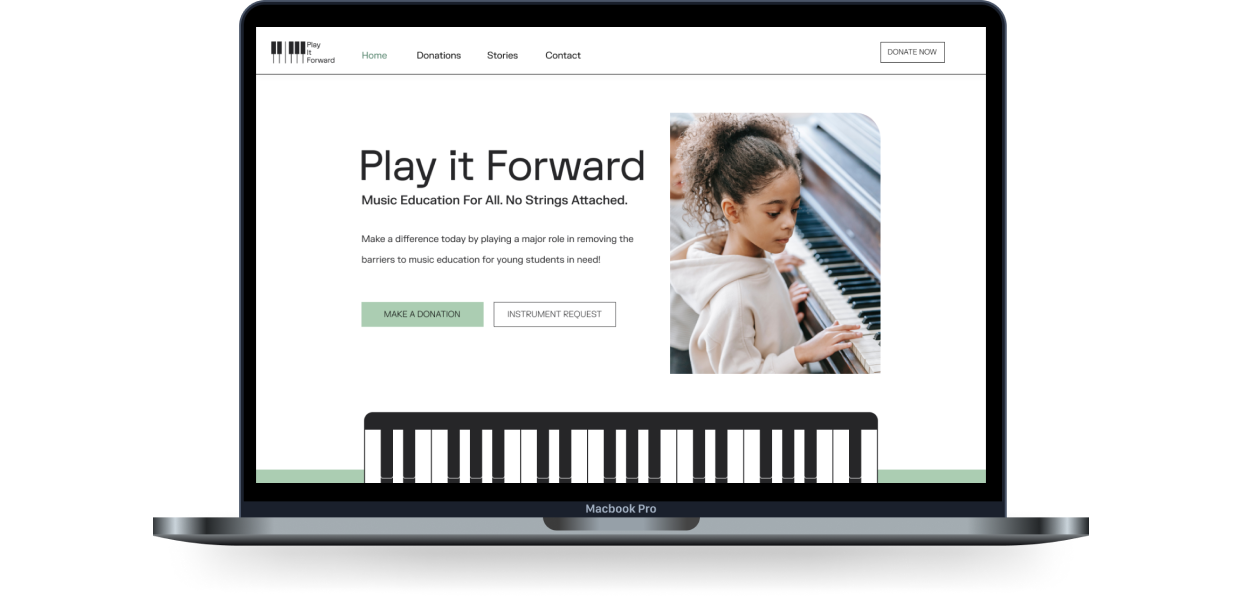 Play
It
Forward
Home
Donations
Stories
Contact
DONATE NOW
Play it Forward
Music Education For All. No Strings Attached.
Make a difference today by playing a major role in removing the
barriers to music education for young students in need!
MAKE A DONATION
INSTRUMENT REQUEST
Macbook Pro